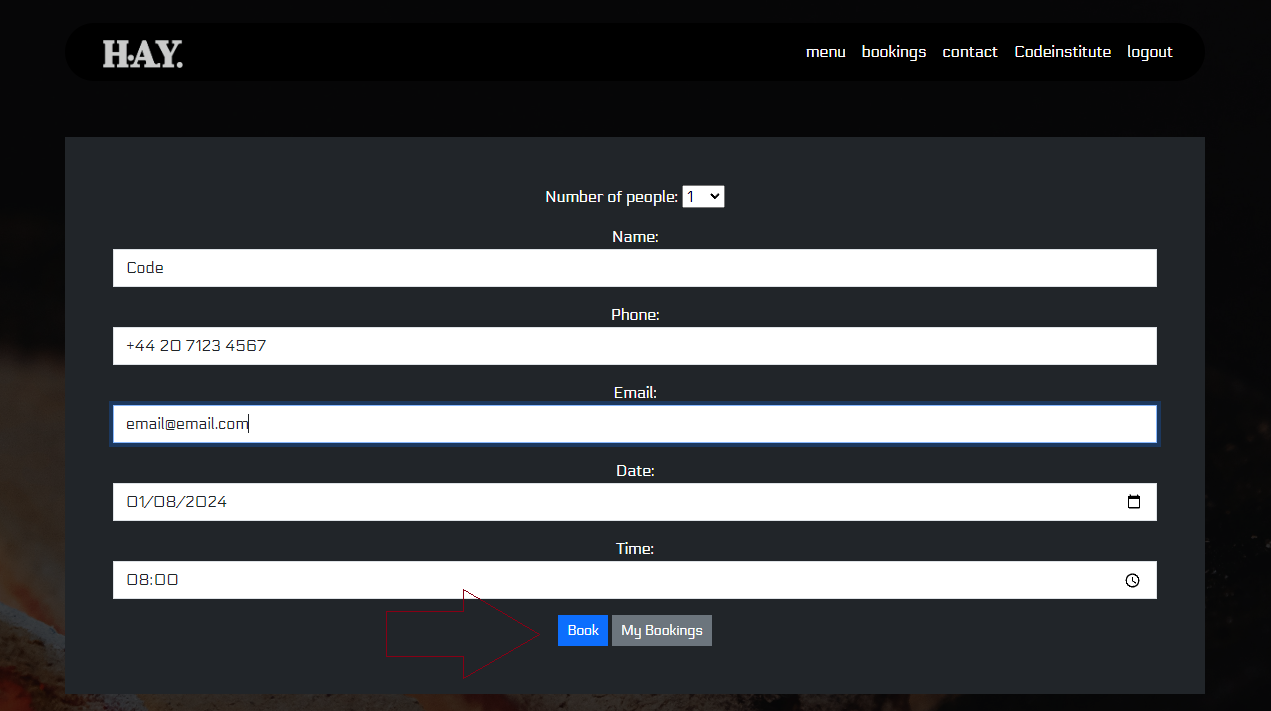 H.A.Y.
menu bookings contact Codeinstitute logout
Number of people: 1
Name:
Code
Phone:
+44 20 7123 4567
Email:
email@email.com
Date:
01/08/2024
Time:
08:00
Book My Bookings